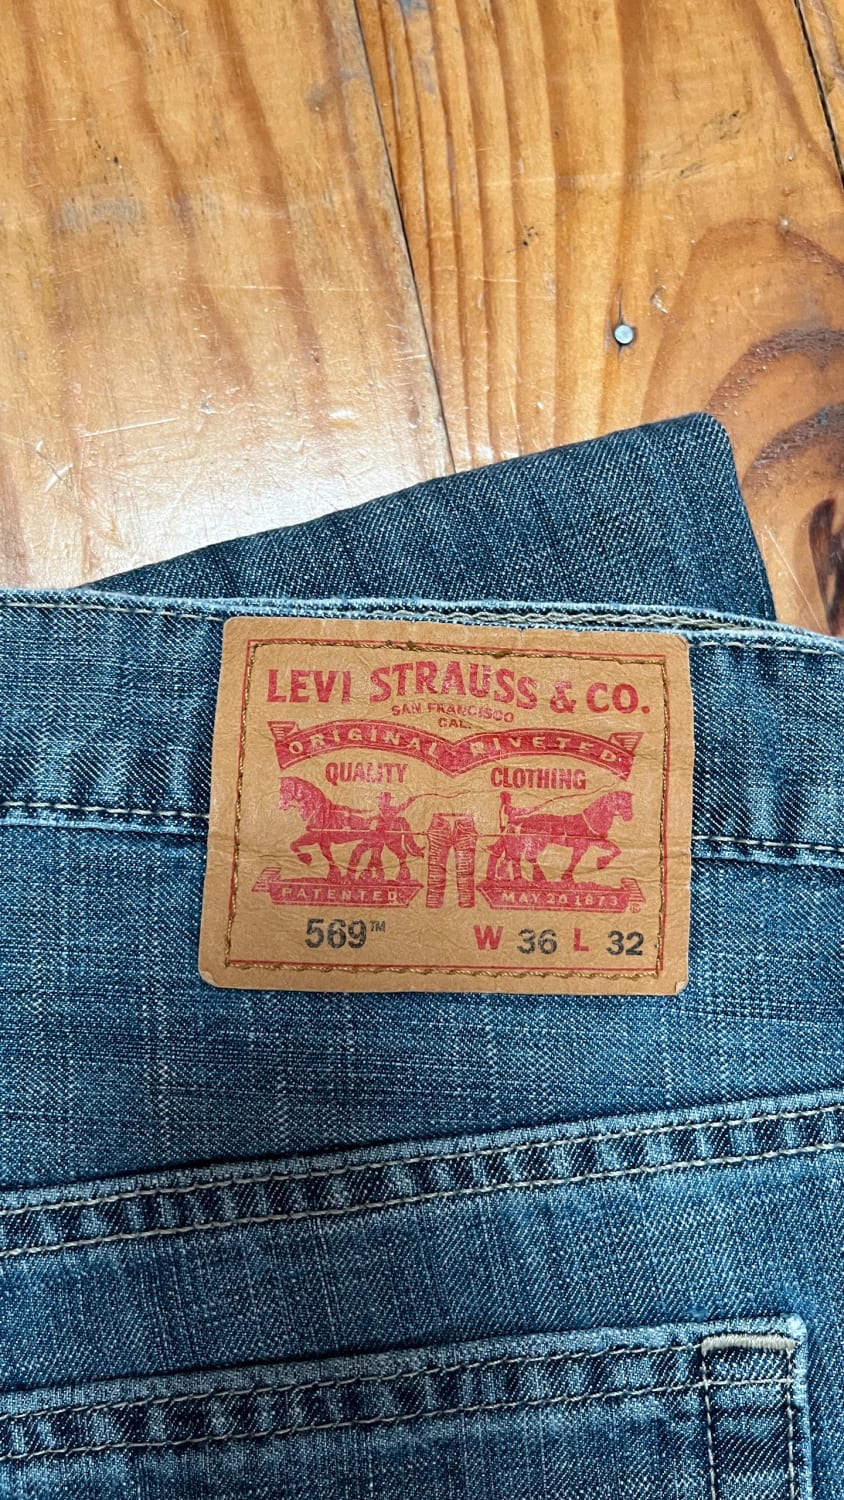 LEVI STRAUSS & CO.
SAN FRANCISCO
CAL.
ORIGINAL RIVETED
QUALITY CLOTHING
PATENTED MAY 20 1873 ®
569™ W 36 L 32